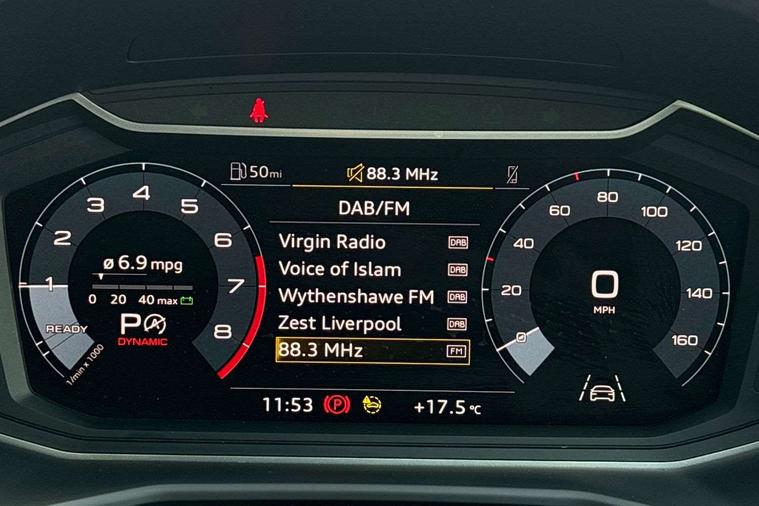 50mi
88.3 MHz
DAB/FM
Virgin Radio DAB
Voice of Islam DAB
Wythenshawe FM DAB
Zest Liverpool DAB
88.3 MHz FM
1 2 3 4 5 6 7 8
ø 6.9 mpg
0 20 40 max
READY
P
DYNAMIC
1/min x 1000
0 20 40 60 80 100 120 140 160
0
MPH
11:53 P +17.5 °C